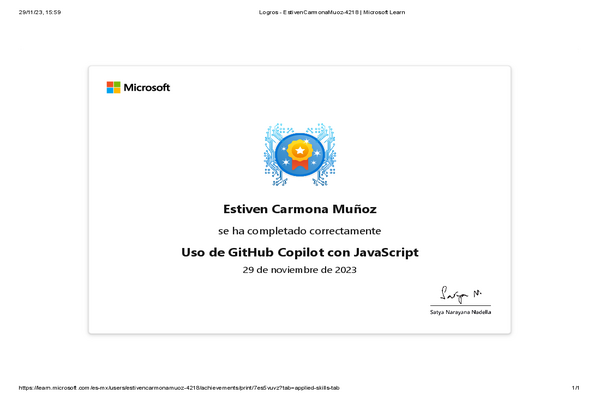 29/11/23, 15:59
Logros - EstivenCarmonaMuoz-4218 | Microsoft Learn
Microsoft
Estiven Carmona Muñoz
se ha completado correctamente
Uso de GitHub Copilot con JavaScript
29 de noviembre de 2023
Satya N.
Satya Narayana Nadella
https://learn.microsoft.com/es-mx/users/estivencarmonamuoz-4218/achievements/print/7es5vuvz?tab=applied-skills-tab
1/1